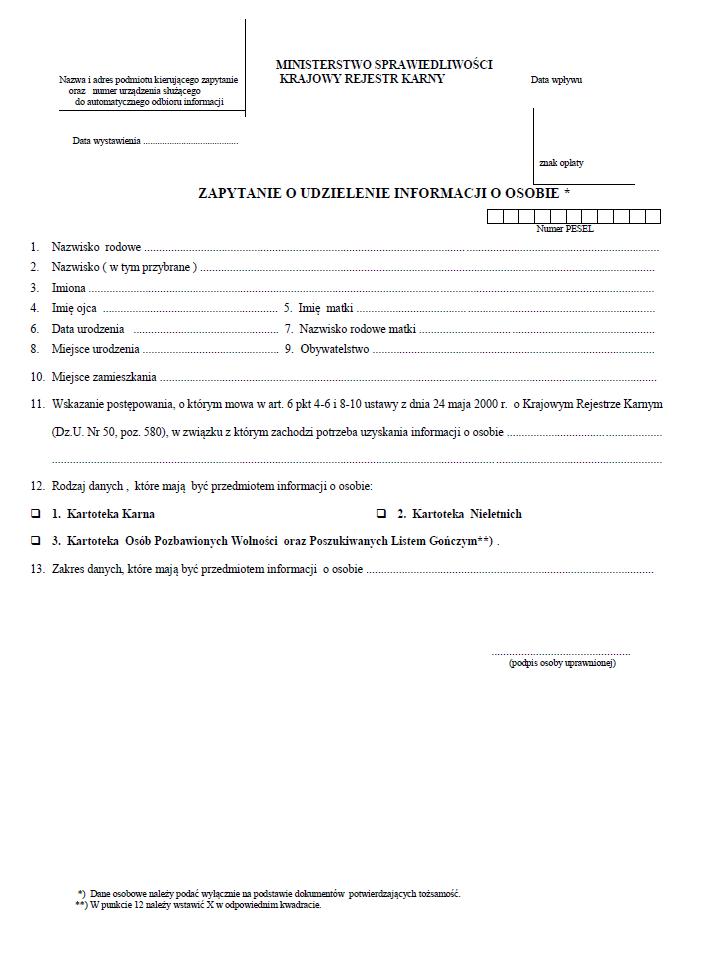 MINISTERSTWO SPRAWIEDLIWOŚCI
KRAJOWY REJESTR KARNY
Nazwa i adres podmiotu kierującego zapytanie
oraz numer urządzenia służącego
do automatycznego odbioru informacji
Data wpływu
Data wystawienia ........................................
znak opłaty
ZAPYTANIE O UDZIELENIE INFORMACJI O OSOBIE *
Numer PESEL
1. Nazwisko rodowe ........................................
2. Nazwisko ( w tym przybrane ) ........................................
3. Imiona ........................................
4. Imię ojca ........................................ 5. Imię matki ........................................
6. Data urodzenia ........................................ 7. Nazwisko rodowe matki ........................................
8. Miejsce urodzenia ........................................ 9. Obywatelstwo ........................................
10. Miejsce zamieszkania ........................................
11. Wskazanie postępowania, o którym mowa w art. 6 pkt 4-6 i 8-10 ustawy z dnia 24 maja 2000 r. o Krajowym Rejestrze Karnym
(Dz.U. Nr 50, poz. 580), w związku z którym zachodzi potrzeba uzyskania informacji o osobie ........................................
........................................
12. Rodzaj danych , które mają być przedmiotem informacji o osobie:
❑ 1. Kartoteka Karna ❑ 2. Kartoteka Nieletnich
❑ 3. Kartoteka Osób Pozbawionych Wolności oraz Poszukiwanych Listem Gończym**) .
13. Zakres danych, które mają być przedmiotem informacji o osobie ........................................
........................................
(podpis osoby uprawnionej)
*) Dane osobowe należy podać wyłącznie na podstawie dokumentów potwierdzających tożsamość.
**) W punkcie 12 należy wstawić X w odpowiednim kwadracie.